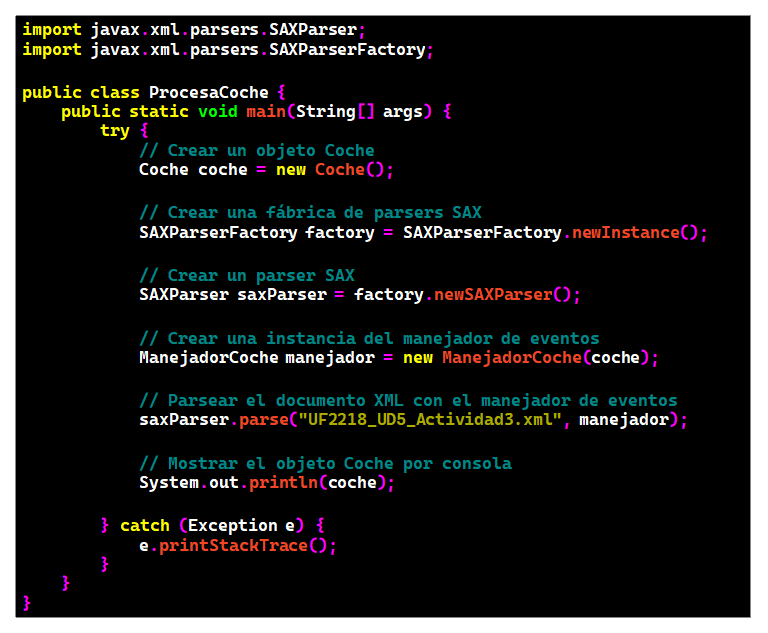 import javax.xml.parsers.SAXParser;
import javax.xml.parsers.SAXParserFactory;

public class ProcesaCoche {
    public static void main(String[] args) {
        try {
            // Crear un objeto Coche
            Coche coche = new Coche();

            // Crear una fábrica de parsers SAX
            SAXParserFactory factory = SAXParserFactory.newInstance();

            // Crear un parser SAX
            SAXParser saxParser = factory.newSAXParser();

            // Crear una instancia del manejador de eventos
            ManejadorCoche manejador = new ManejadorCoche(coche);

            // Parsear el documento XML con el manejador de eventos
            saxParser.parse("UF2218_UD5_Actividad3.xml", manejador);

            // Mostrar el objeto Coche por consola
            System.out.println(coche);

        } catch (Exception e) {
            e.printStackTrace();
        }
    }
}